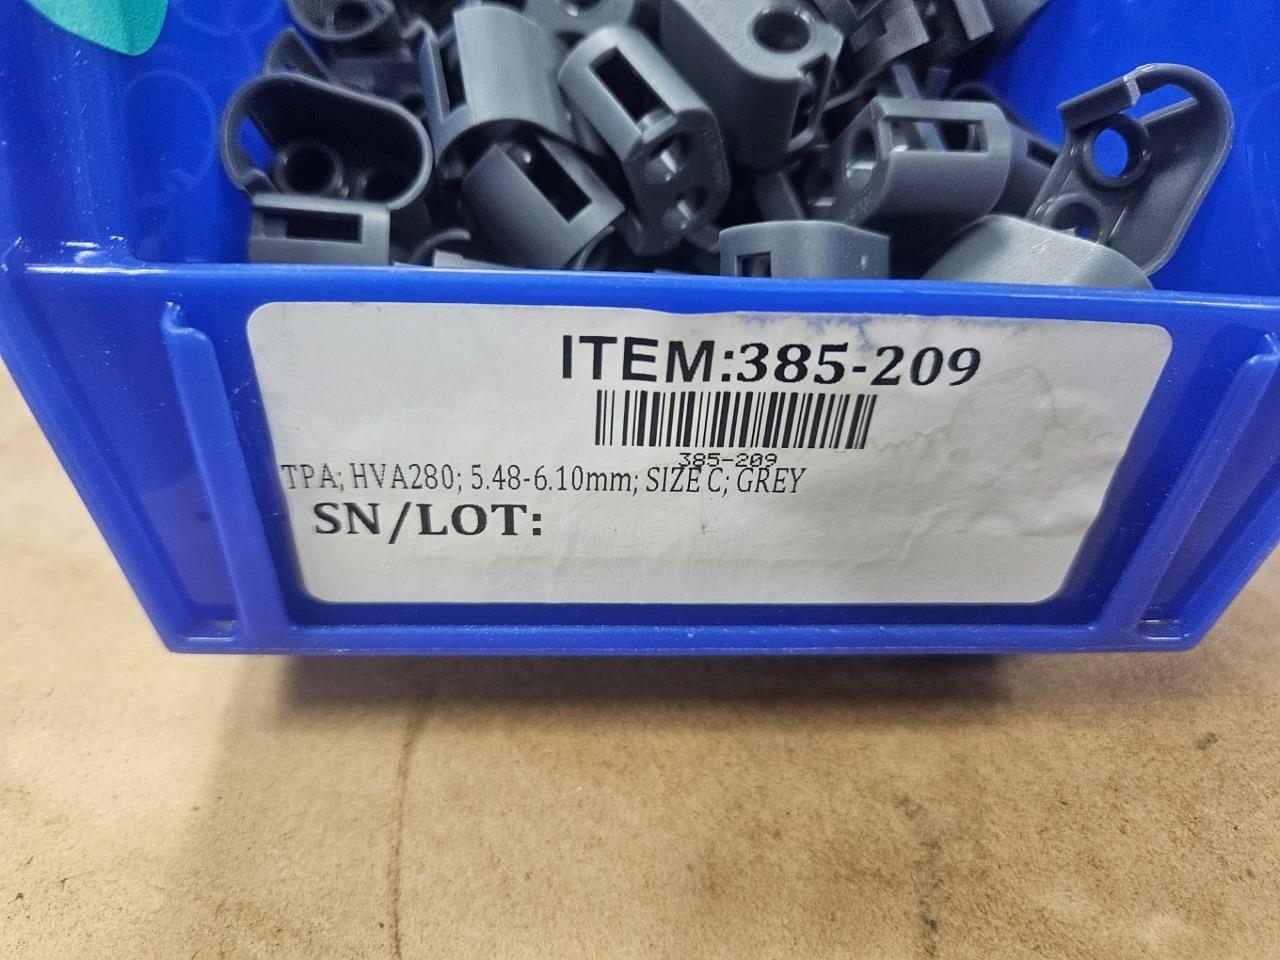 ITEM:385-209
385-209
TPA; HVA280; 5.48-6.10mm; SIZE C; GREY
SN/LOT: